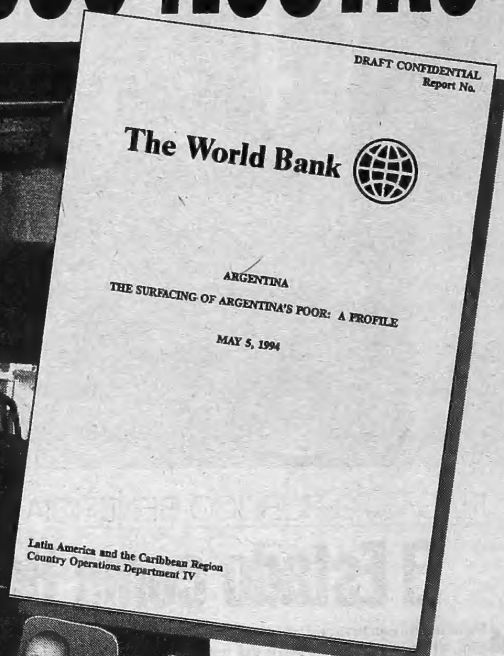 DRAFT CONFIDENTIAL
Report No.
The World Bank
ARGENTINA
THE SURFACING OF ARGENTINA'S POOR: A PROFILE
MAY 5, 1994
Latin America and the Caribbean Region
Country Operations Department IV